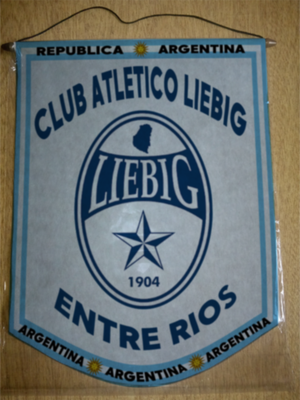 REPUBLICA ARGENTINA
CLUB ATLETICO LIEBIG
LIEBIG
1904
ENTRE RIOS
ARGENTINA ARGENTINA ARGENTINA